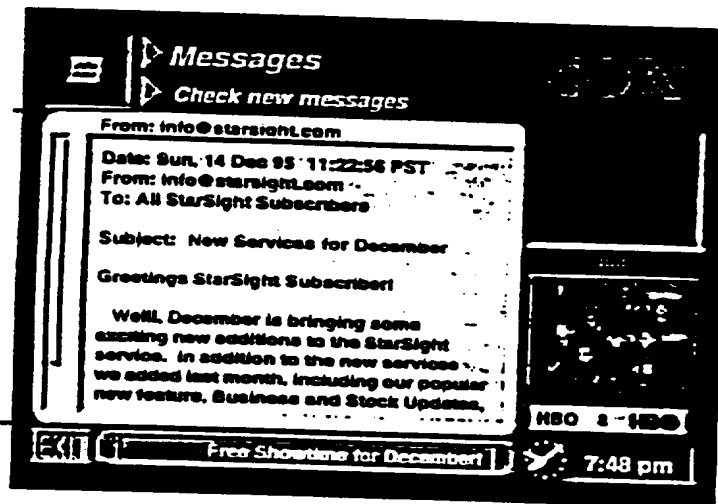 Messages
Check new messages
From: info@starsight.com
Date: Sun, 14 Dec 95 11:22:56 PST
From: info@starsight.com
To: All StarSight Subscribers
Subject: New Services for December
Greetings StarSight Subscriber!
Wellll, December is bringing some
exciting new additions to the StarSight
service. In addition to the new services
we added last month, including our popular
new feature, Business and Stock Updates,
HBO 2 HBO
Free Showtime for December!
7:48 pm